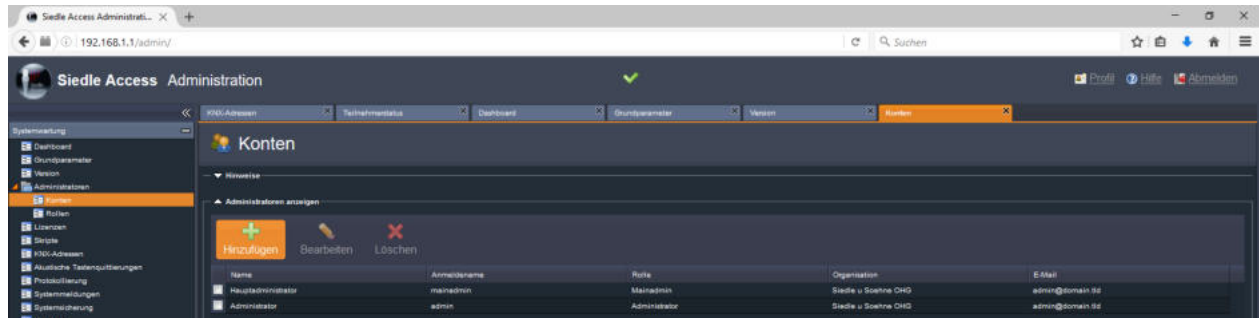 Siedle Access Administrati...
192.168.1.1/admin/
Suchen
Siedle Access Administration
Profil Hilfe Abmelden
KNX-Adressen Teilnehmerstatus Dashboard Grundparameter Version Konten
Systemwartung
Dashboard
Grundparameter
Version
Administratoren
Konten
Rollen
Lizenzen
Skripte
KNX-Adressen
Akustische Tastenquittierungen
Protokollierung
Systemmeldungen
Systemsicherung
Konten
Hinweise
Administratoren anzeigen
Hinzufügen Bearbeiten Löschen
Name Anmeldename Rolle Organisation E-Mail
Hauptadministrator mainadmin Mainadmin Siedle u Soehne OHG admin@domain.tld
Administrator admin Administrator Siedle u Soehne OHG admin@domain.tld